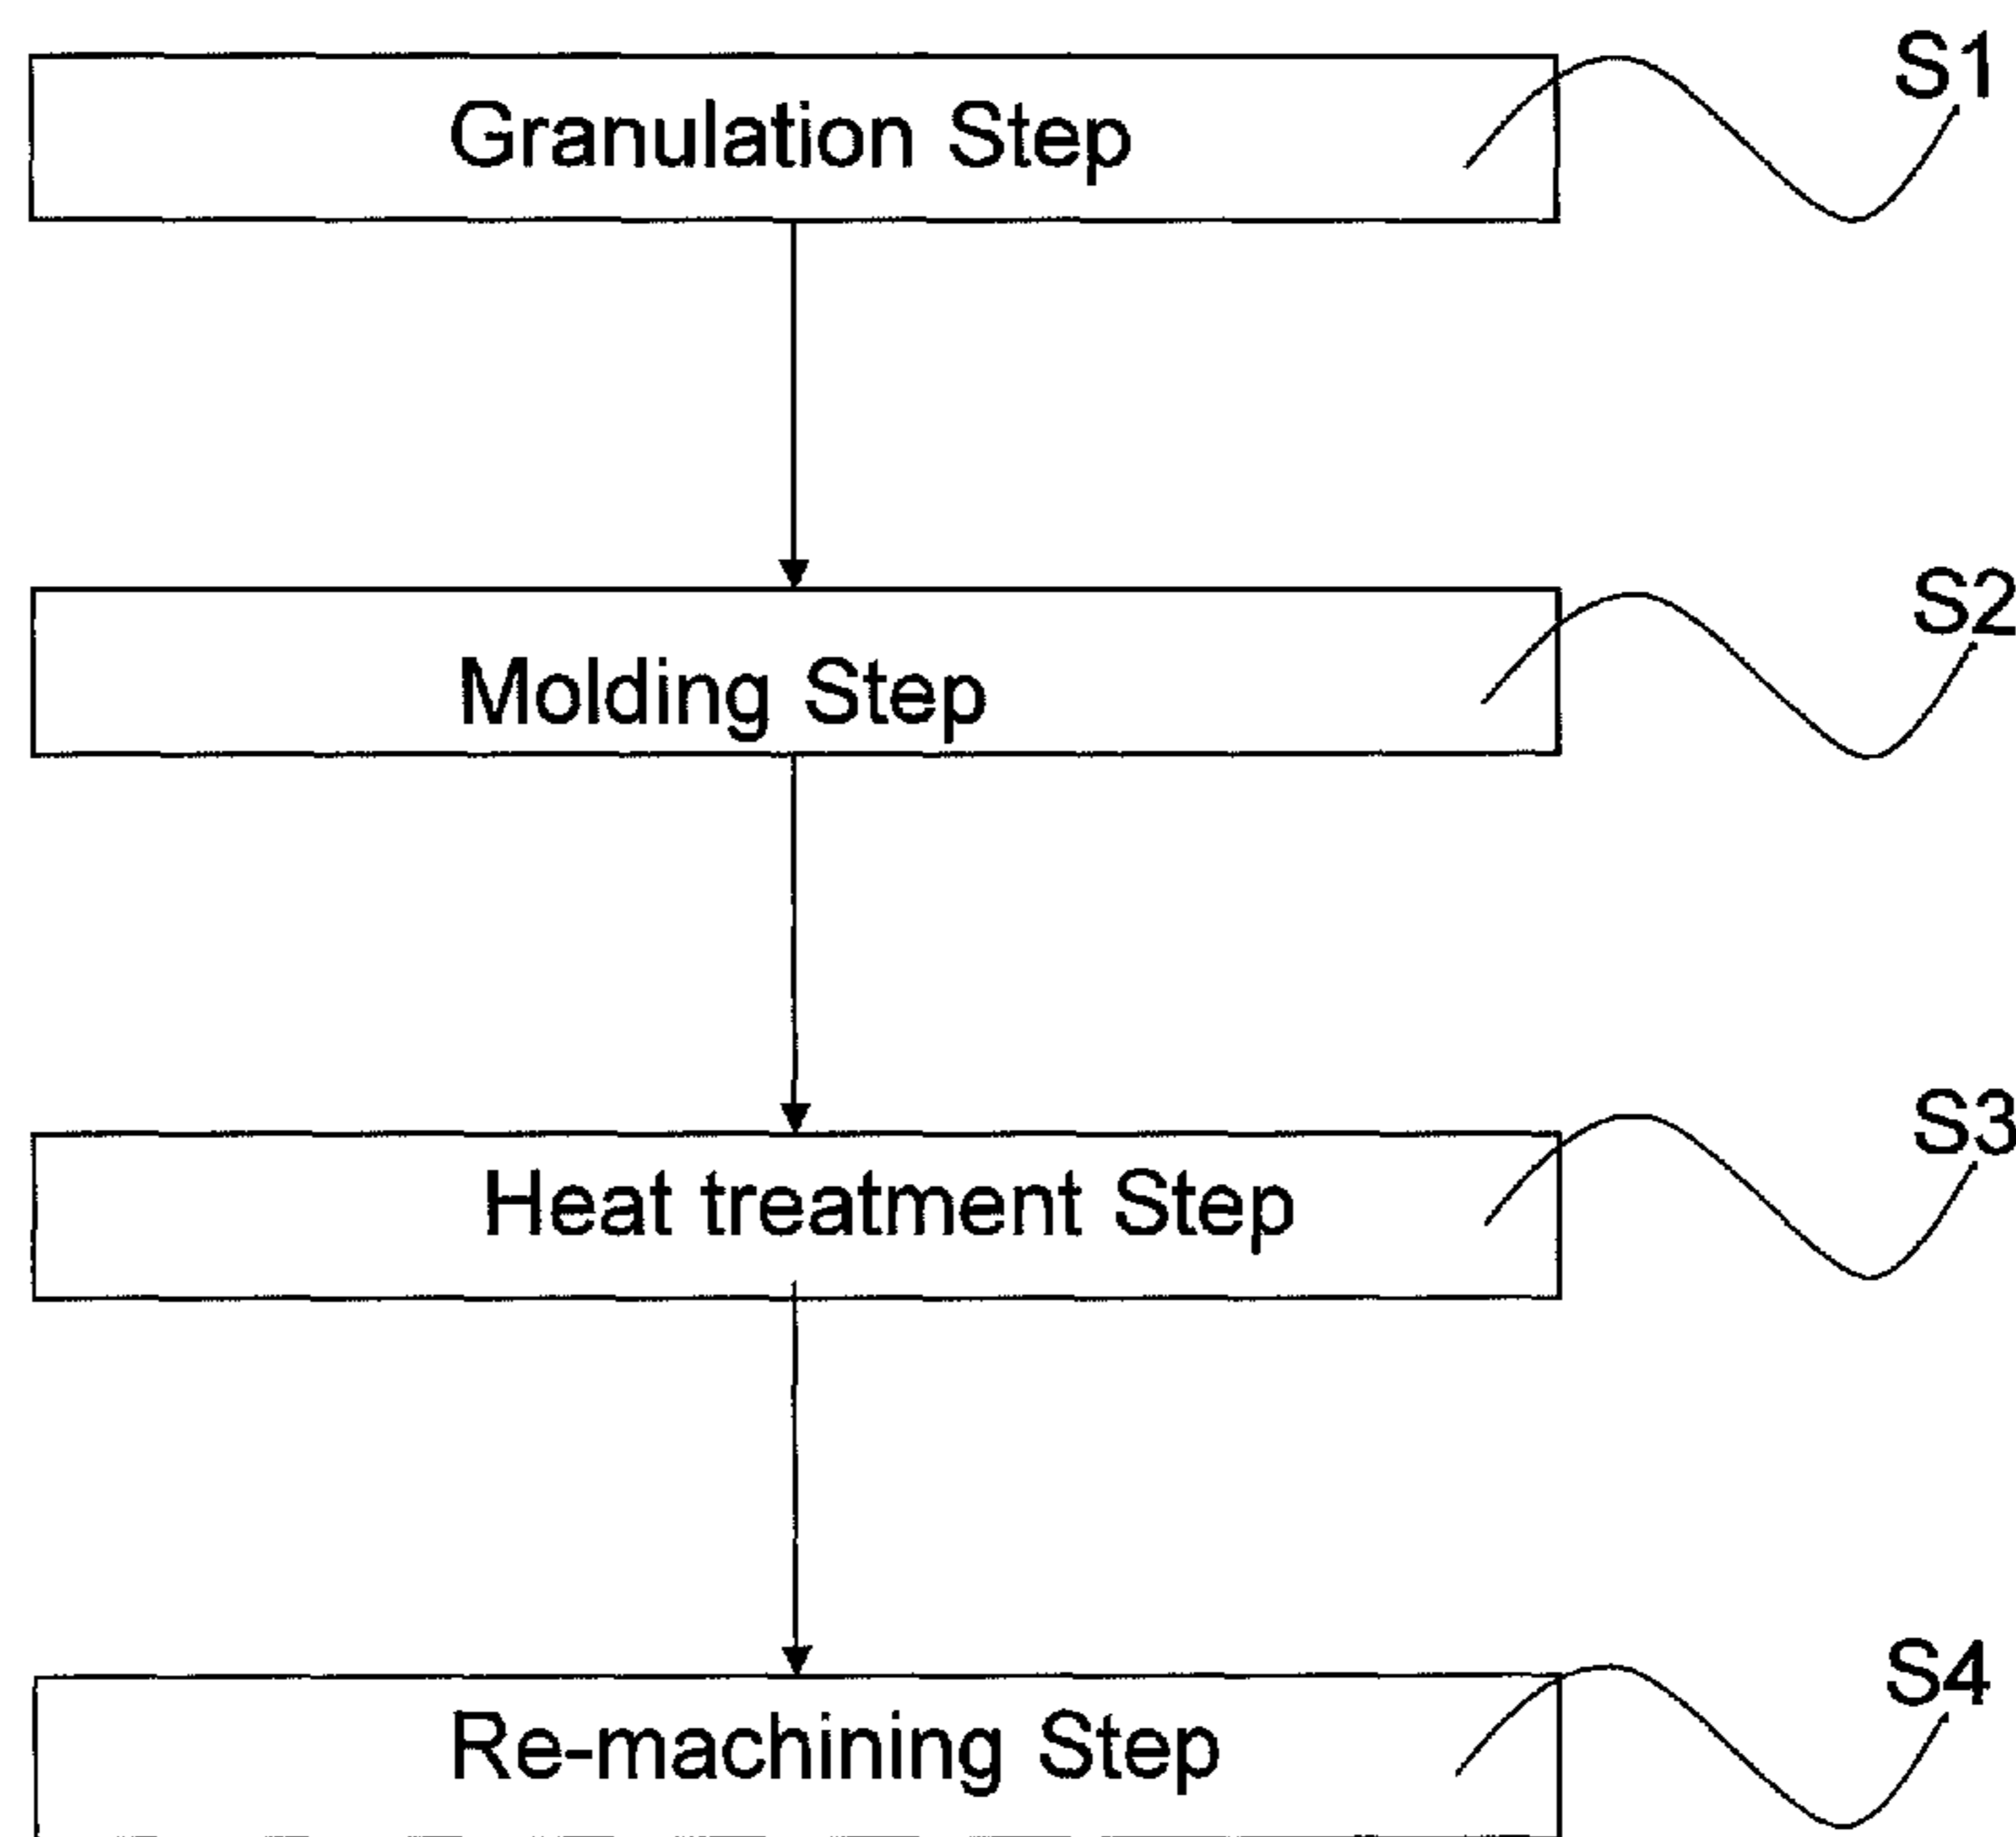 Granulation Step
S1
Molding Step
S2
Heat treatment Step
S3
Re-machining Step
S4